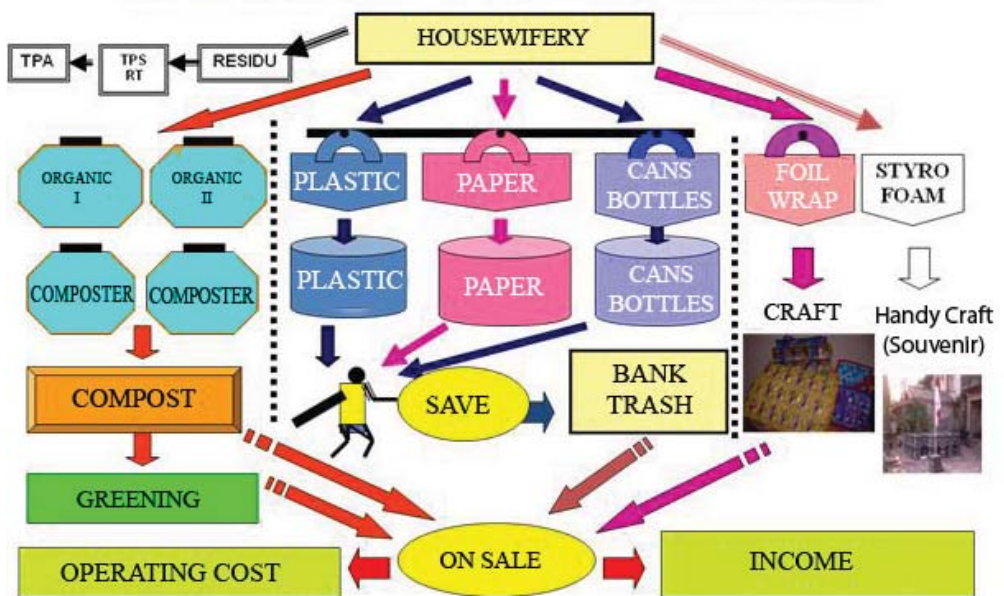 HOUSEWIFERY
TPA
TPS
RT
RESIDU
ORGANIC
I
ORGANIC
II
PLASTIC
PAPER
CANS
BOTTLES
FOIL
WRAP
STYRO
FOAM
COMPOSTER
COMPOSTER
PLASTIC
PAPER
CANS
BOTTLES
CRAFT
Handy Craft
(Souvenir)
COMPOST
SAVE
BANK
TRASH
GREENING
OPERATING COST
ON SALE
INCOME